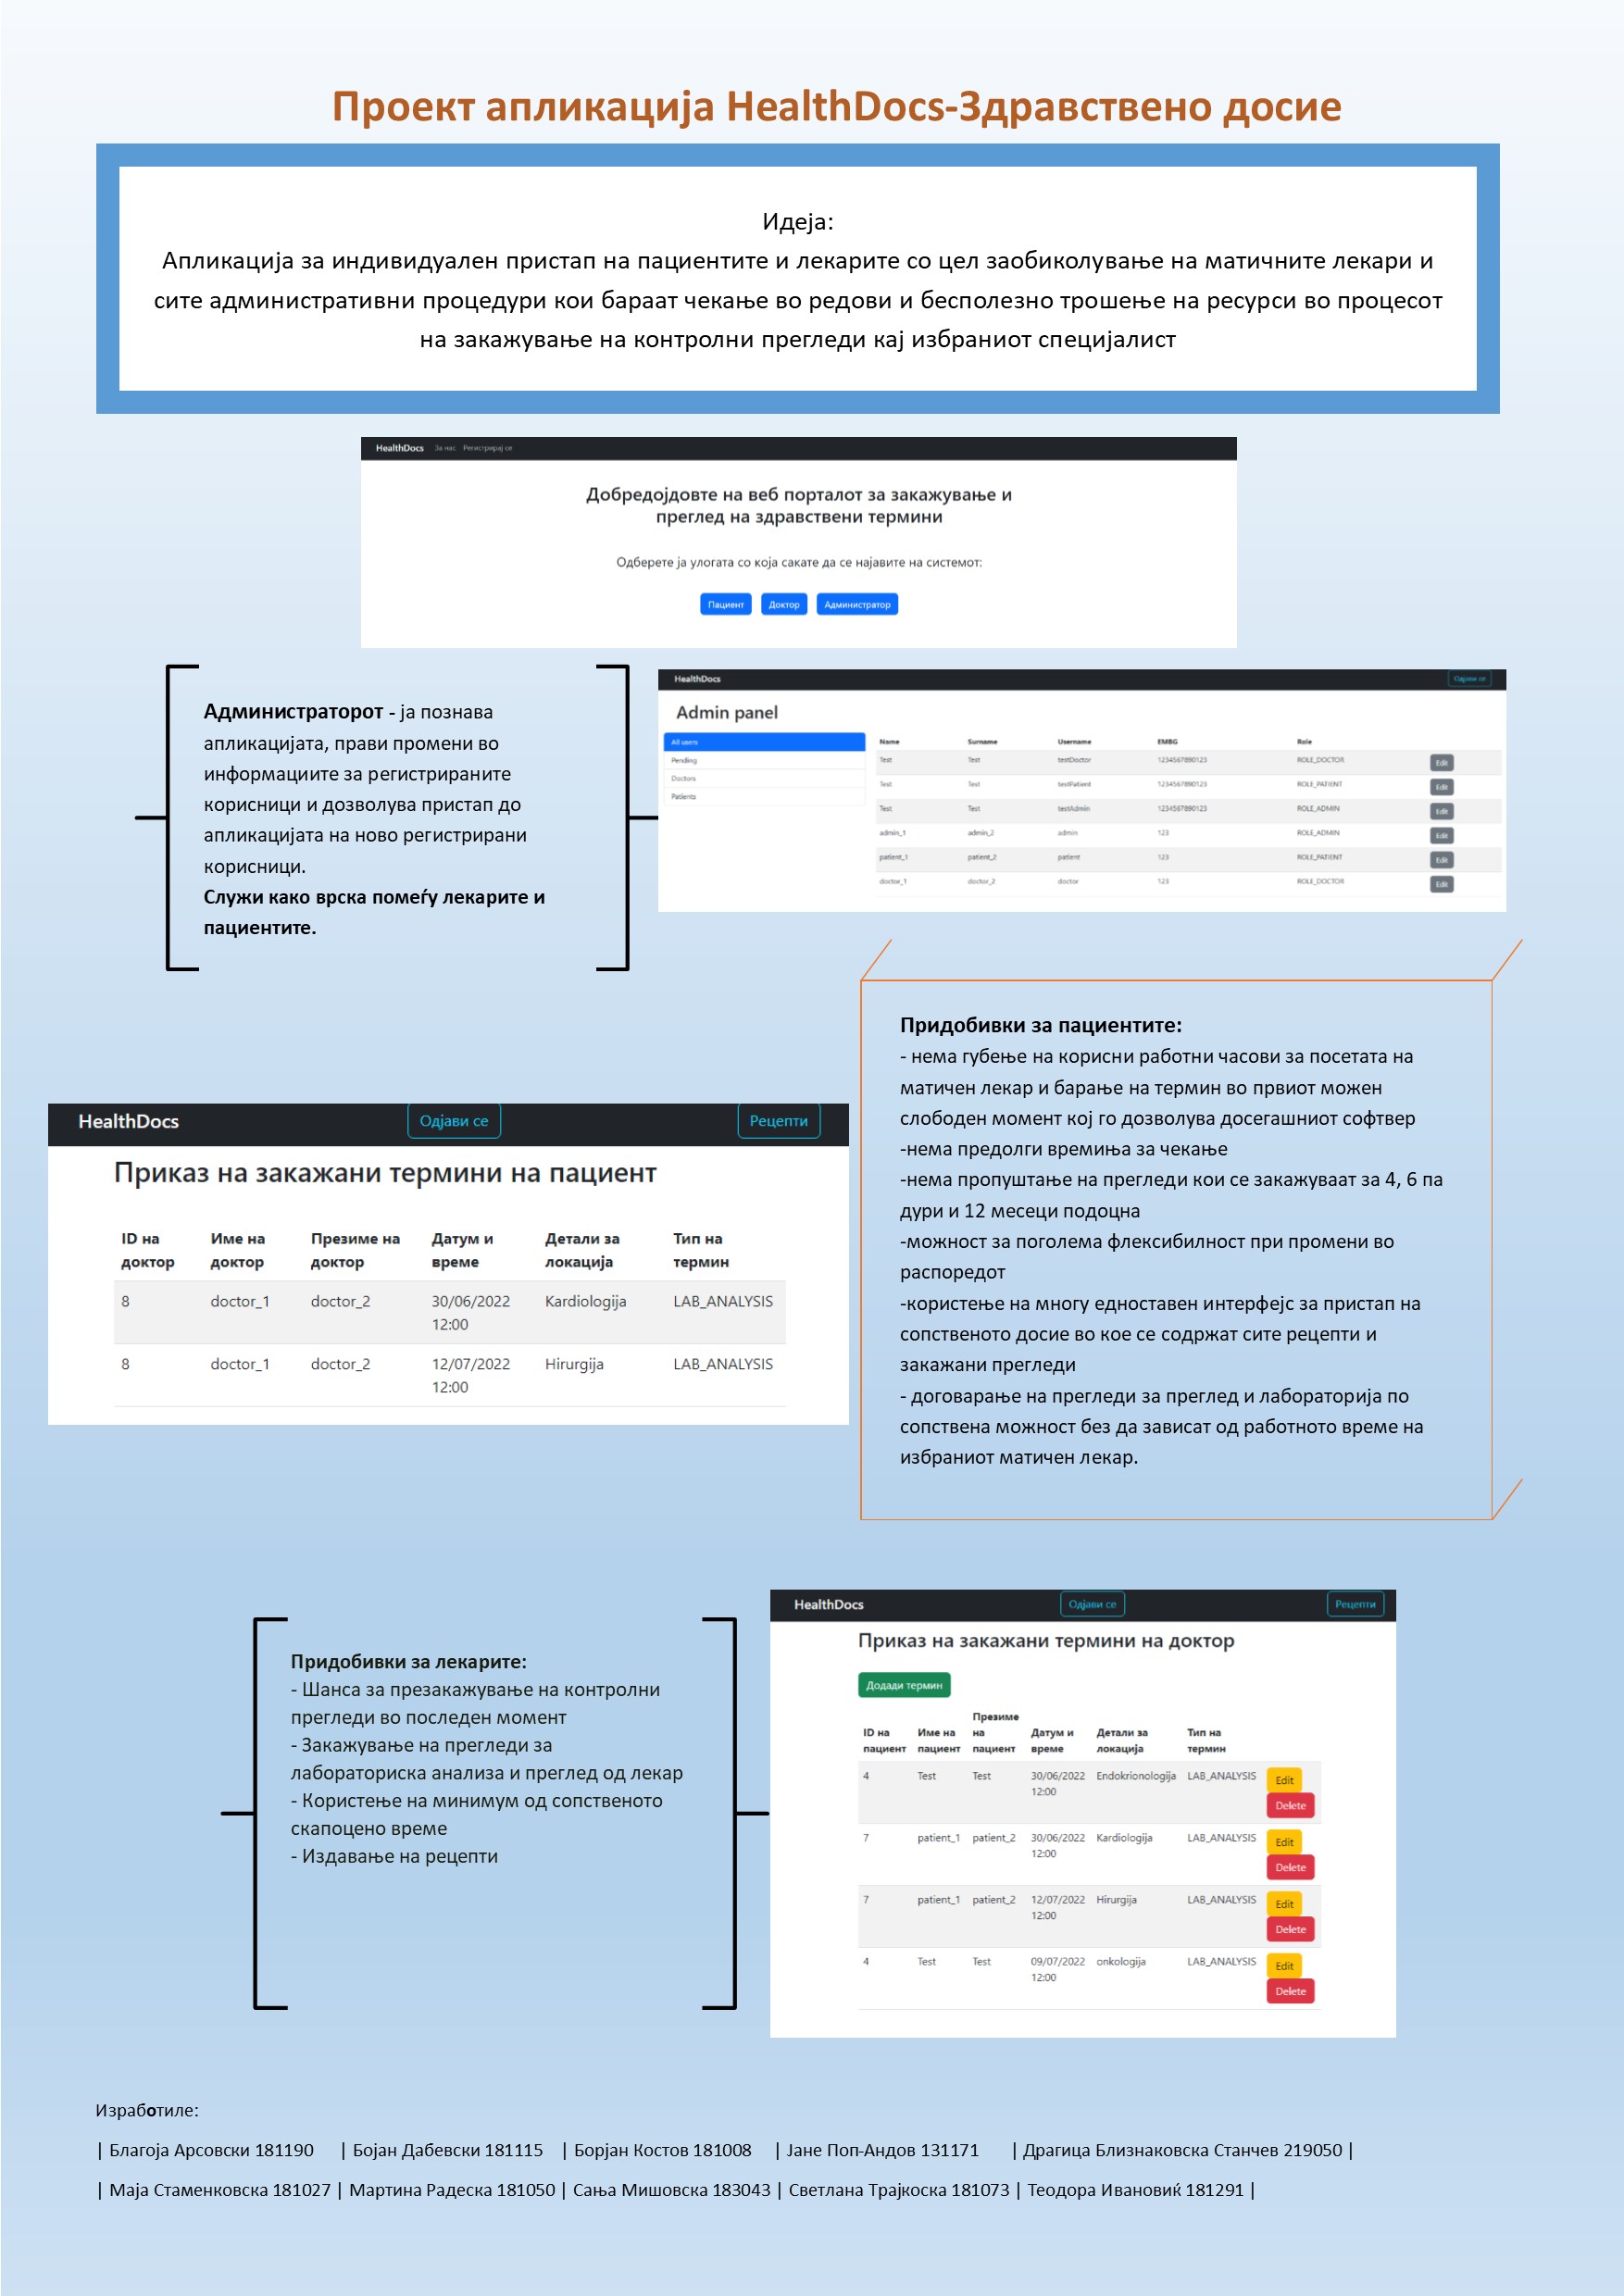 Проект апликација HealthDocs-Здравствено досие
Идеја:
Апликација за индивидуален пристап на пациентите и лекарите со цел заобиколување на матичните лекари и
сите административни процедури кои бараат чекање во редови и бесполезно трошење на ресурси во процесот
на закажување на контролни прегледи кај избраниот специјалист
HealthDocs За нас Регистрирај се
Добредојдовте на веб порталот за закажување и
преглед на здравствени термини
Одберете ја улогата со која сакате да се најавите на системот:
Пациент Доктор Администратор
Администраторот - ја познава
апликацијата, прави промени во
информациите за регистрираните
корисници и дозволува пристап до
апликацијата на ново регистрирани
корисници.
Служи како врска помеѓу лекарите и
пациентите.
HealthDocs Одјави се
Admin panel
All users
Pending
Doctors
Patients
Name Surname Username EMBG Role
Test Test testDoctor 1234567890123 ROLE_DOCTOR Edit
Test Test testPatient 1234567890123 ROLE_PATIENT Edit
Test Test testAdmin 1234567890123 ROLE_ADMIN Edit
admin_1 admin_2 admin 123 ROLE_ADMIN Edit
patient_1 patient_2 patient 123 ROLE_PATIENT Edit
doctor_1 doctor_2 doctor 123 ROLE_DOCTOR Edit
HealthDocs Одјави се Рецепти
Приказ на закажани термини на пациент
ID на Име на Презиме на Датум и Детали за Тип на
доктор доктор доктор време локација термин
8 doctor_1 doctor_2 30/06/2022 Kardiologija LAB_ANALYSIS
12:00
8 doctor_1 doctor_2 12/07/2022 Hirurgija LAB_ANALYSIS
12:00
Придобивки за пациентите:
- нема губење на корисни работни часови за посетата на
матичен лекар и барање на термин во првиот можен
слободен момент кој го дозволува досегашниот софтвер
-нема предолги времиња за чекање
-нема пропуштање на прегледи кои се закажуваат за 4, 6 па
дури и 12 месеци подоцна
-можност за поголема флексибилност при промени во
распоредот
-користење на многу едноставен интерфејс за пристап на
сопственото досие во кое се содржат сите рецепти и
закажани прегледи
- договарање на прегледи за преглед и лабораторија по
сопствена можност без да зависат од работното време на
избраниот матичен лекар.
Придобивки за лекарите:
- Шанса за презакажување на контролни
прегледи во последен момент
- Закажување на прегледи за
лабораториска анализа и преглед од лекар
- Користење на минимум од сопственото
скапоцено време
- Издавање на рецепти
HealthDocs Одјави се Рецепти
Приказ на закажани термини на доктор
Додади термин
Презиме
ID на Име на на Датум и Детали за Тип на
пациент пациент пациент време локација термин
4 Test Test 30/06/2022 Endokrionologija LAB_ANALYSIS Edit
12:00 Delete
7 patient_1 patient_2 30/06/2022 Kardiologija LAB_ANALYSIS Edit
12:00 Delete
7 patient_1 patient_2 12/07/2022 Hirurgija LAB_ANALYSIS Edit
12:00 Delete
4 Test Test 09/07/2022 onkologija LAB_ANALYSIS Edit
12:00 Delete
Изработиле:
| Благоја Арсовски 181190 | Бојан Дабевски 181115 | Борјан Костов 181008 | Јане Поп-Андов 131171 | Драгица Близнаковска Станчев 219050 |
| Маја Стаменковска 181027 | Мартина Радеска 181050 | Сања Мишовска 183043 | Светлана Трајкоска 181073 | Теодора Ивановиќ 181291 |